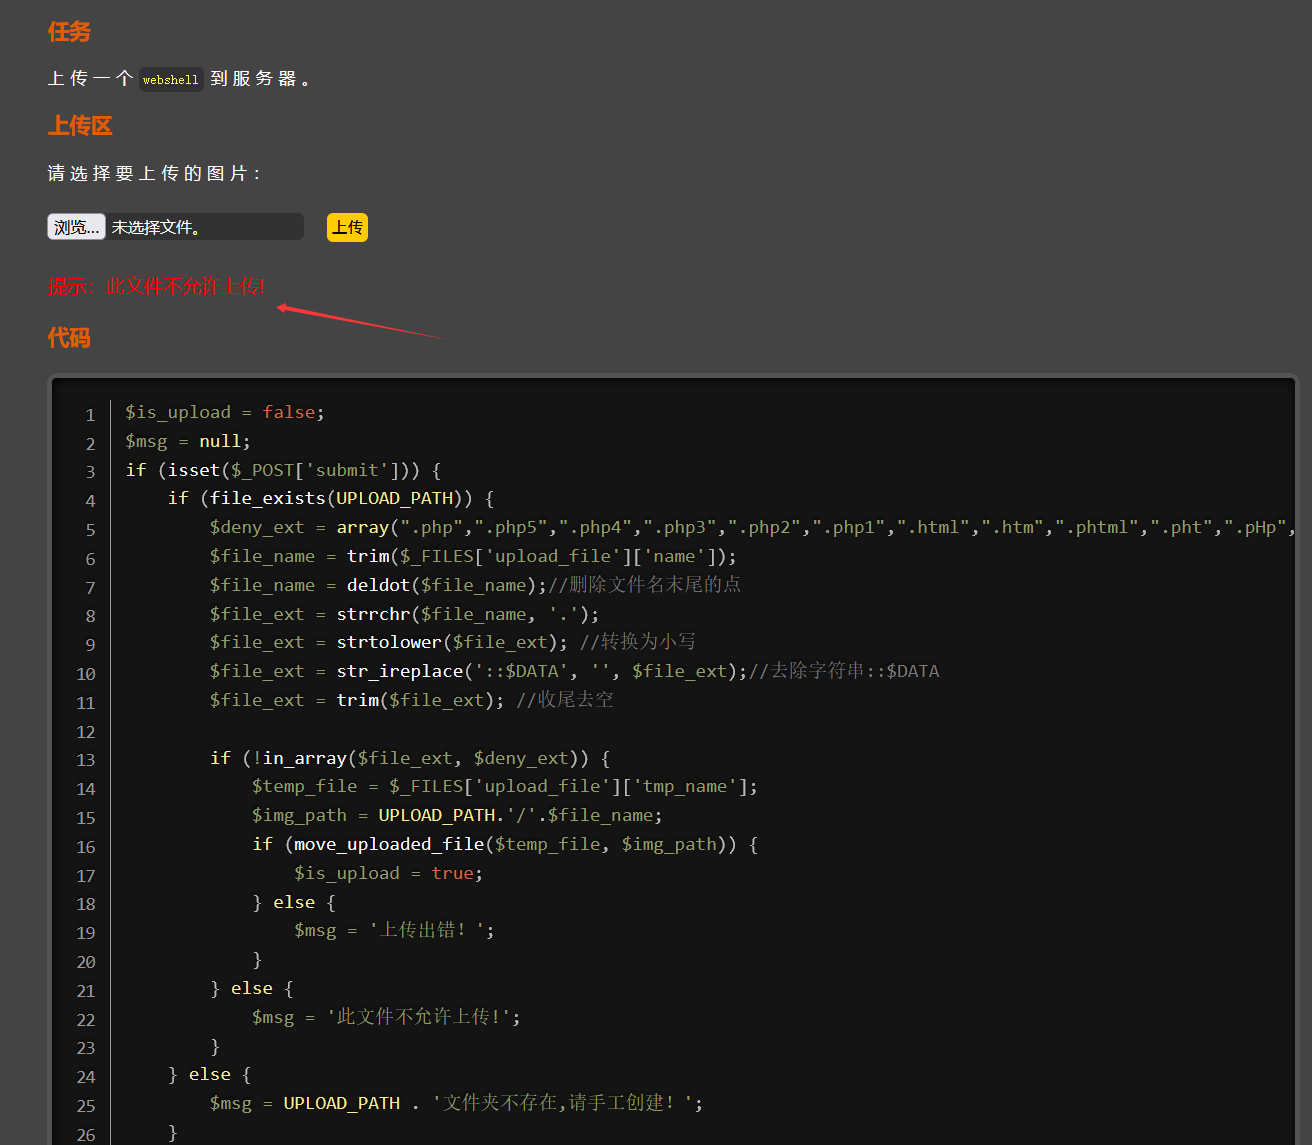 任务
上传一个 webshell 到服务器。
上传区
请选择要上传的图片：
浏览... 未选择文件。 上传
提示：此文件不允许上传!
代码
1 $is_upload = false;
2 $msg = null;
3 if (isset($_POST['submit'])) {
4 if (file_exists(UPLOAD_PATH)) {
5 $deny_ext = array(".php",".php5",".php4",".php3",".php2",".php1",".html",".htm",".phtml",".pht",".pHp",
6 $file_name = trim($_FILES['upload_file']['name']);
7 $file_name = deldot($file_name);//删除文件名末尾的点
8 $file_ext = strrchr($file_name, '.');
9 $file_ext = strtolower($file_ext); //转换为小写
10 $file_ext = str_ireplace('::$DATA', '', $file_ext);//去除字符串::$DATA
11 $file_ext = trim($file_ext); //收尾去空
12
13 if (!in_array($file_ext, $deny_ext)) {
14 $temp_file = $_FILES['upload_file']['tmp_name'];
15 $img_path = UPLOAD_PATH.'/'.$file_name;
16 if (move_uploaded_file($temp_file, $img_path)) {
17 $is_upload = true;
18 } else {
19 $msg = '上传出错！';
20 }
21 } else {
22 $msg = '此文件不允许上传!';
23 }
24 } else {
25 $msg = UPLOAD_PATH . '文件夹不存在,请手工创建！';
26 }